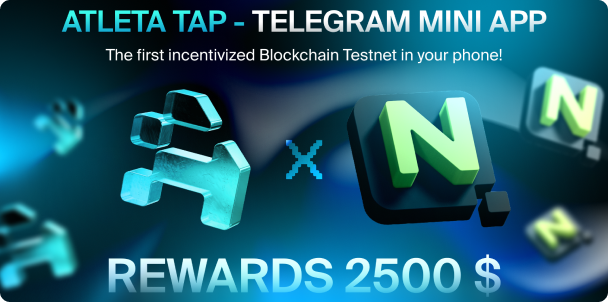 ATLETA TAP - TELEGRAM MINI APP
The first incentivized Blockchain Testnet in your phone!
X
N
N
N
REWARDS 2500 $